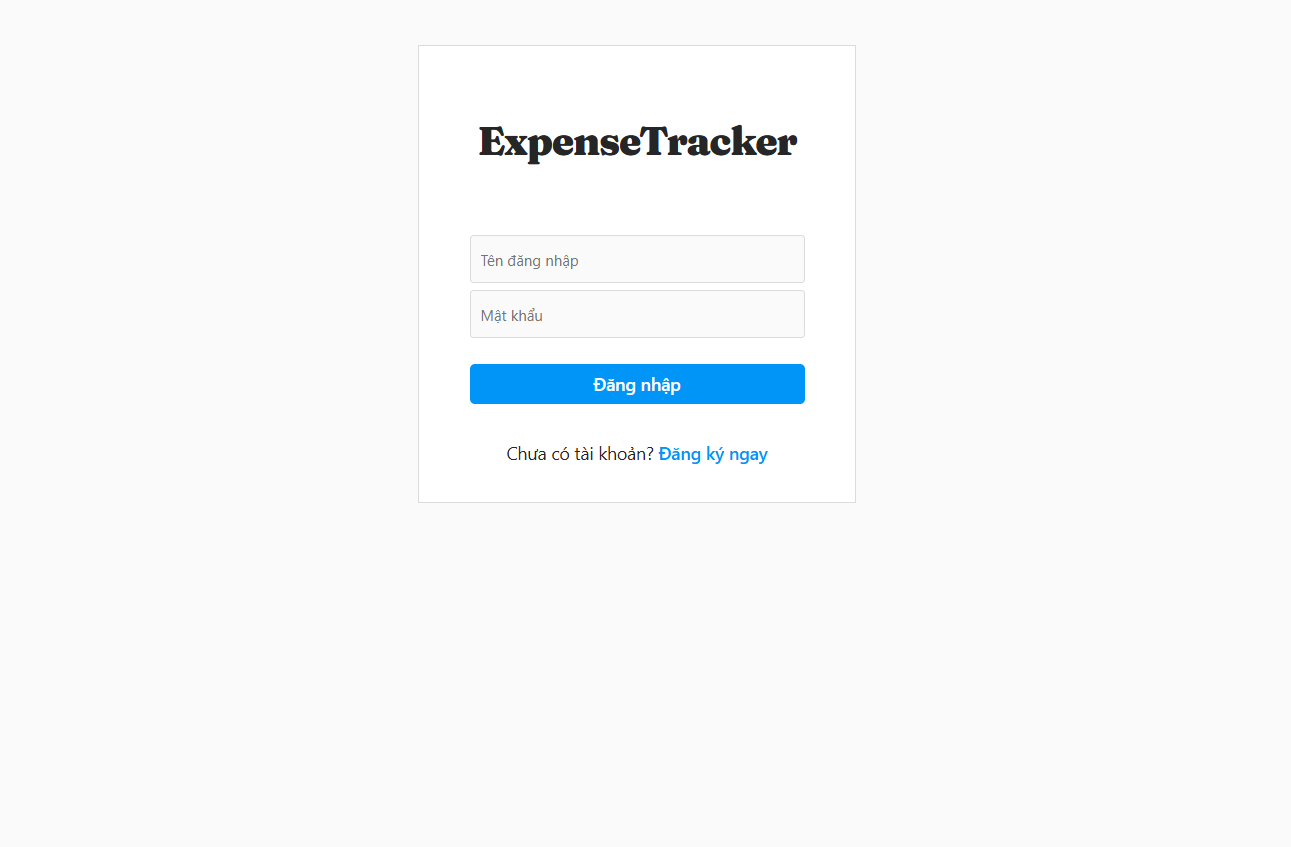 ExpenseTracker
Tên đăng nhập
Mật khẩu
Đăng nhập
Chưa có tài khoản? Đăng ký ngay